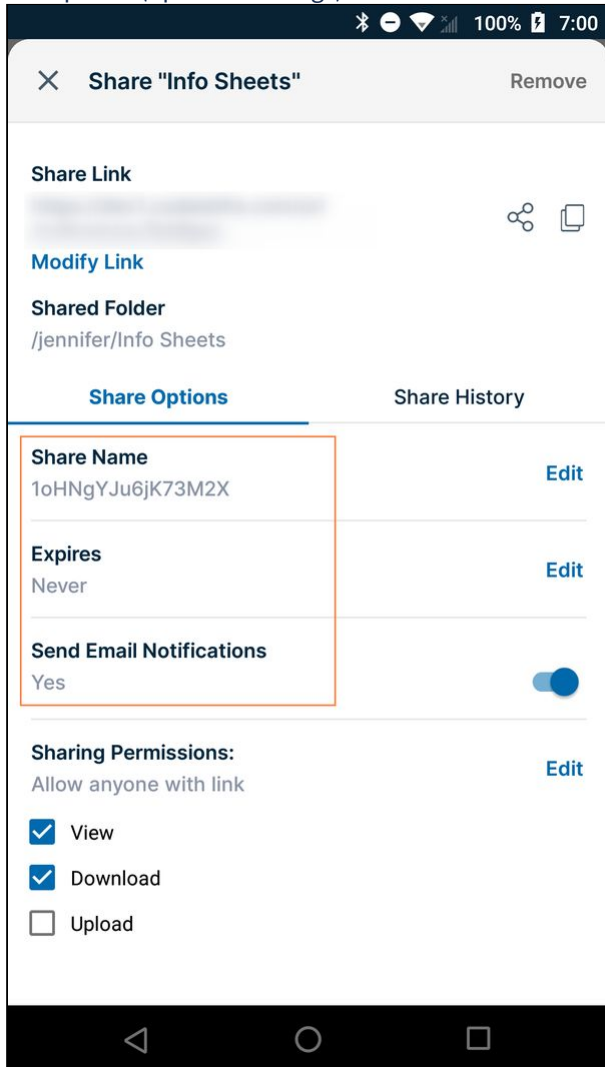 100% 7:00
Share "Info Sheets" Remove
Share Link
Modify Link
Shared Folder
/jennifer/Info Sheets
Share Options Share History
Share Name
1oHNgYJu6jK73M2X Edit
Expires
Never Edit
Send Email Notifications
Yes
Sharing Permissions:
Allow anyone with link Edit
View
Download
Upload